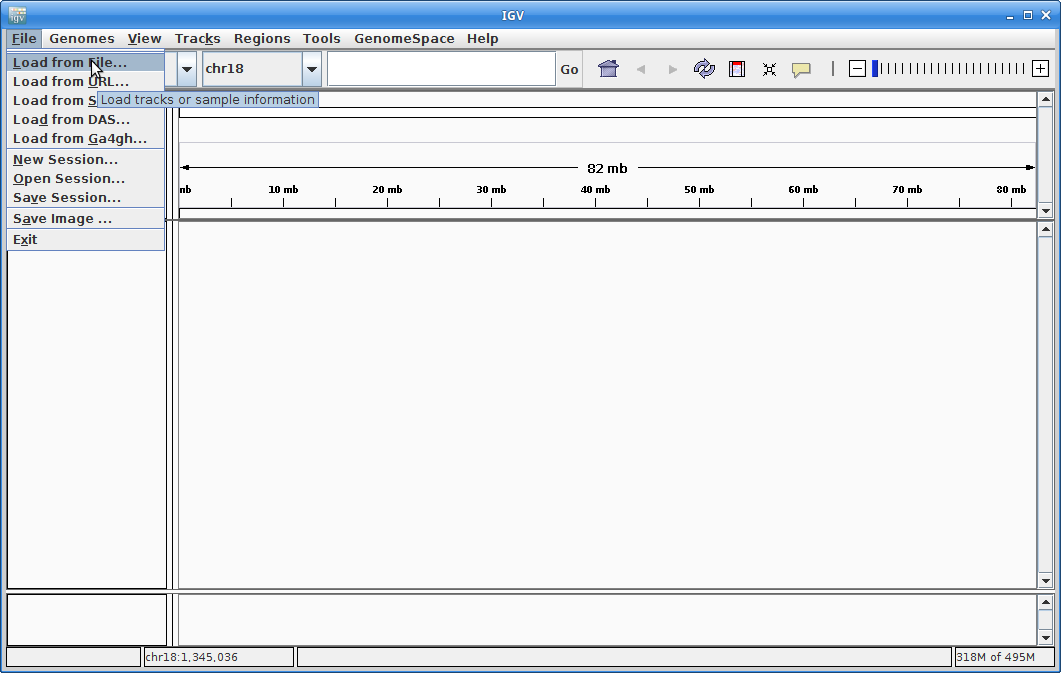 IGV
File Genomes View Tracks Regions Tools GenomeSpace Help
Load from File...
chr18
Go
Load from URL...
Load from S
Load tracks or sample information
Load from DAS...
Load from Ga4gh...
New Session...
82 mb
Open Session...
nb 10 mb 20 mb 30 mb 40 mb 50 mb 60 mb 70 mb 80 mb
Save Session...
Save Image ...
Exit
chr18:1,345,036
318M of 495M